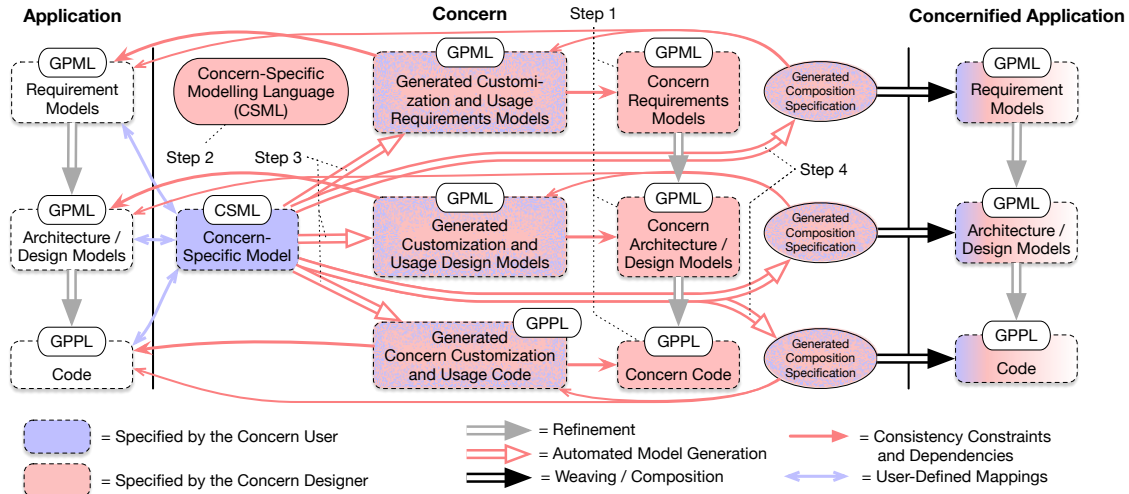 Application
Concern
Step 1
Concernified Application
GPML
Requirement
Models
Concern-Specific
Modelling Language
(CSML)
GPML
Generated Customi-
zation and Usage
Requirements Models
GPML
Concern
Requirements
Models
Generated
Composition
Specification
GPML
Requirement
Models
Step 2
Step 3
Step 4
GPML
Architecture /
Design Models
CSML
Concern-
Specific Model
GPML
Generated
Customization and
Usage Design Models
GPML
Concern
Architecture /
Design Models
Generated
Composition
Specification
GPML
Architecture /
Design Models
GPPL
Code
GPPL
Generated
Concern Customization
and Usage Code
GPPL
Concern Code
Generated
Composition
Specification
GPPL
Code
= Specified by the Concern User
= Specified by the Concern Designer
= Refinement
= Automated Model Generation
= Weaving / Composition
= Consistency Constraints
and Dependencies
= User-Defined Mappings